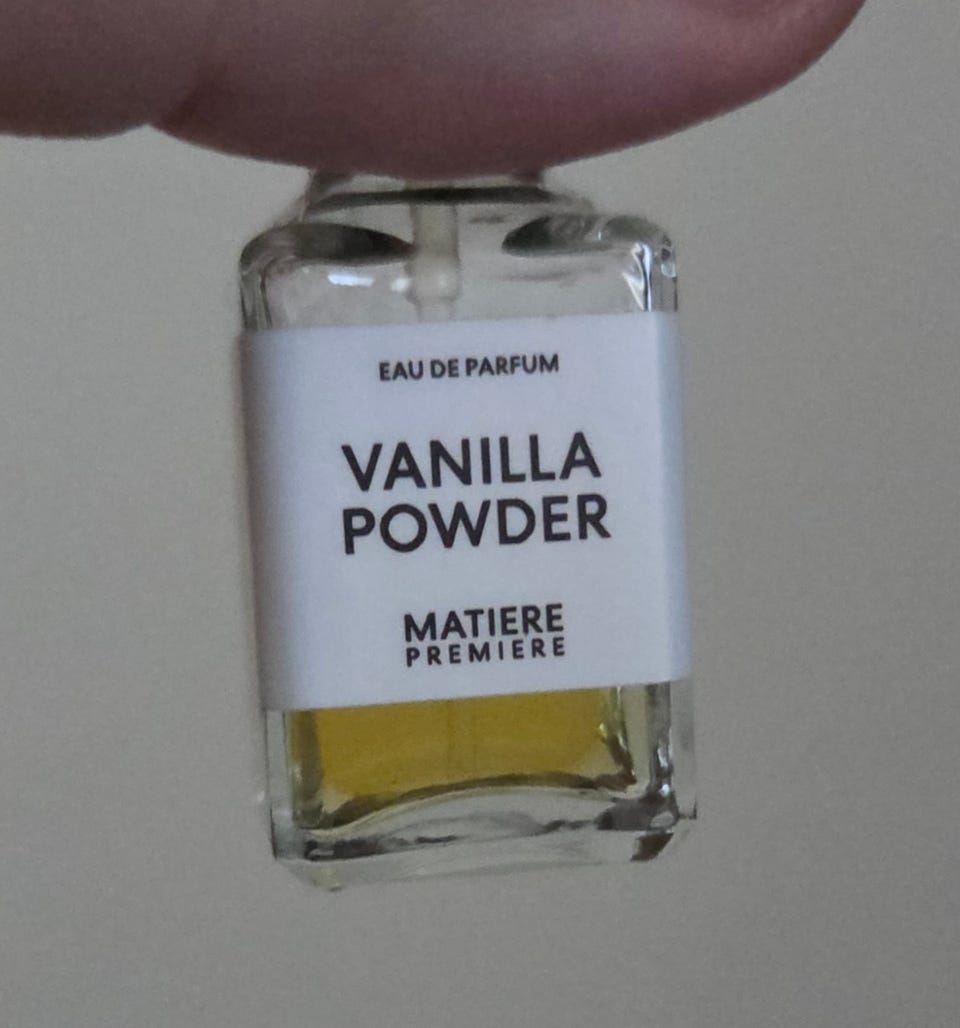 EAU DE PARFUM
VANILLA
POWDER
MATIERE
PREMIERE